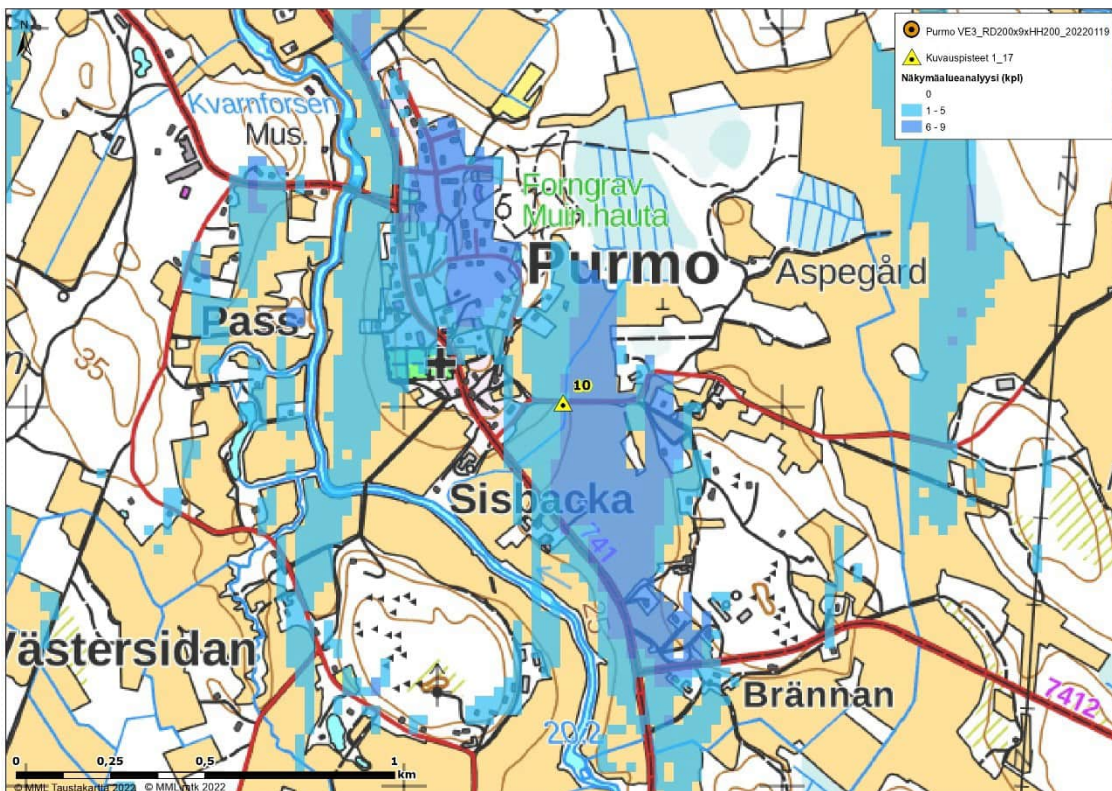 N
Purmo VE3_RD200x9xHH200_20220119
Kuvauspisteet 1_17
Näkymäalueanalyysi (kpl)
0
1 - 5
6 - 9
Kvarnforsen
Mus.
Forngrav
Muin.hauta
Purmo
Aspegård
Pass
35
10
Sisbacka
741
Västersidan
Brännan
7412
20.2
0 0,25 0,5 1
km
© MML Taustakartta 2022 © MML mtk 2022